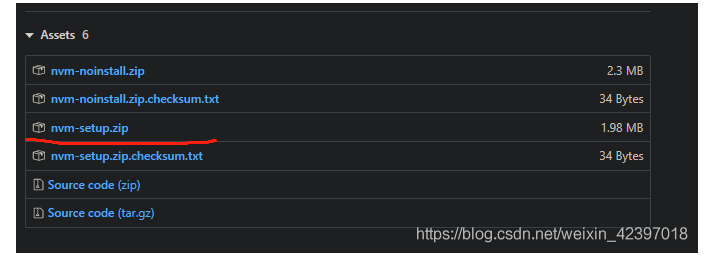 Assets 6
nvm-noinstall.zip 2.3 MB
nvm-noinstall.zip.checksum.txt 34 Bytes
nvm-setup.zip 1.98 MB
nvm-setup.zip.checksum.txt 34 Bytes
Source code (zip)
Source code (tar.gz)
https://blog.csdn.net/weixin_42397018